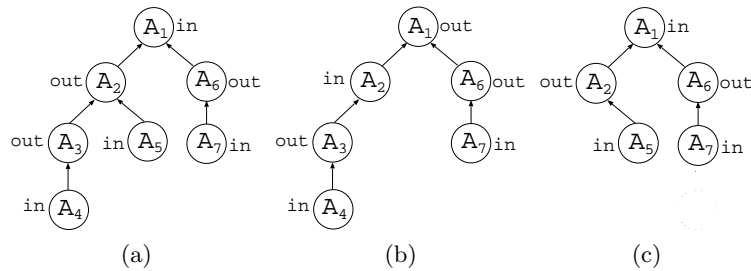 A1 in A1 out A1 in
out A2 A6 out in A2 A6 out out A2 A6 out
out A3 in A5 A7 in out A3 A7 in in A5 A7 in
in A4 in A4
(a) (b) (c)